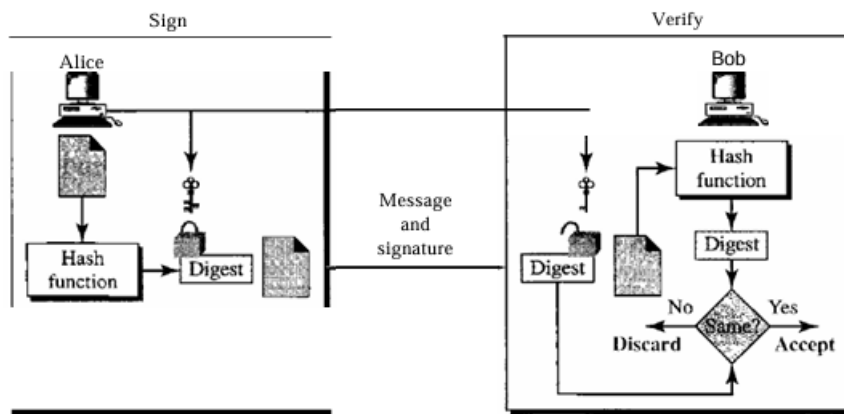 Sign
Verify
Alice
Bob
Hash
function
Digest
Message
and
signature
Digest
Hash
function
Digest
Same?
No
Yes
Discard
Accept